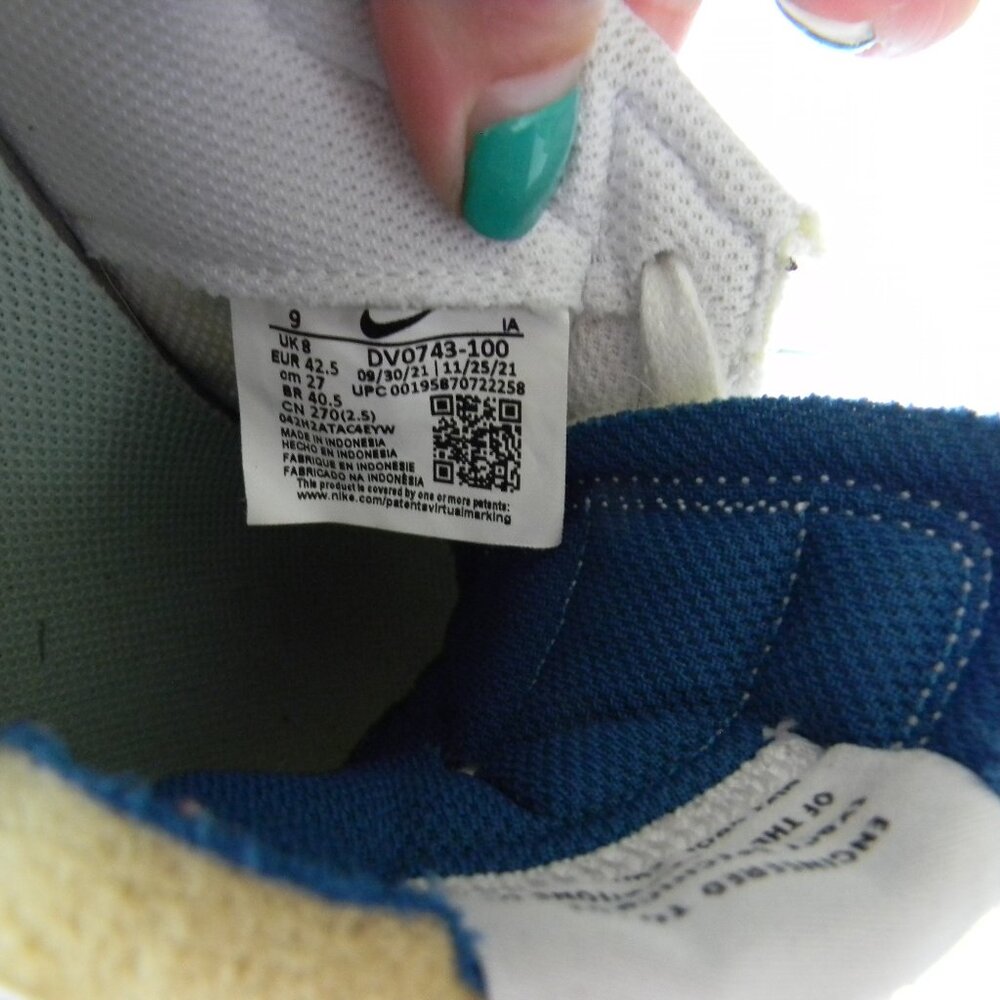 9
IA
UK 8
EUR 42.5
cm 27
BR 40.5
CN 270(2.5)
DV0743-100
09/30/21 | 11/25/21
UPC 00195870722258
042H2ATAC4EYW
MADE IN INDONESIA
HECHO EN INDONESIA
FABRIQUE EN INDONESIE
FABRICADO NA INDONÉSIA
This product is covered by one or more patents:
www.nike.com/patentsvirtualmarking
OF THE